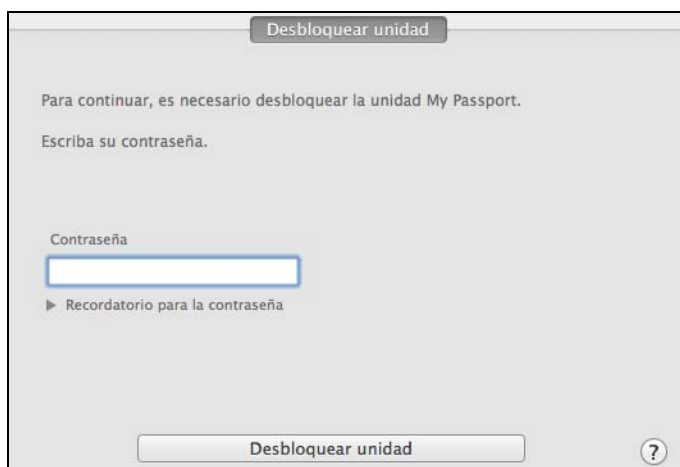 Desbloquear unidad
Para continuar, es necesario desbloquear la unidad My Passport.
Escriba su contraseña.
Contraseña
Recordatorio para la contraseña
Desbloquear unidad
?